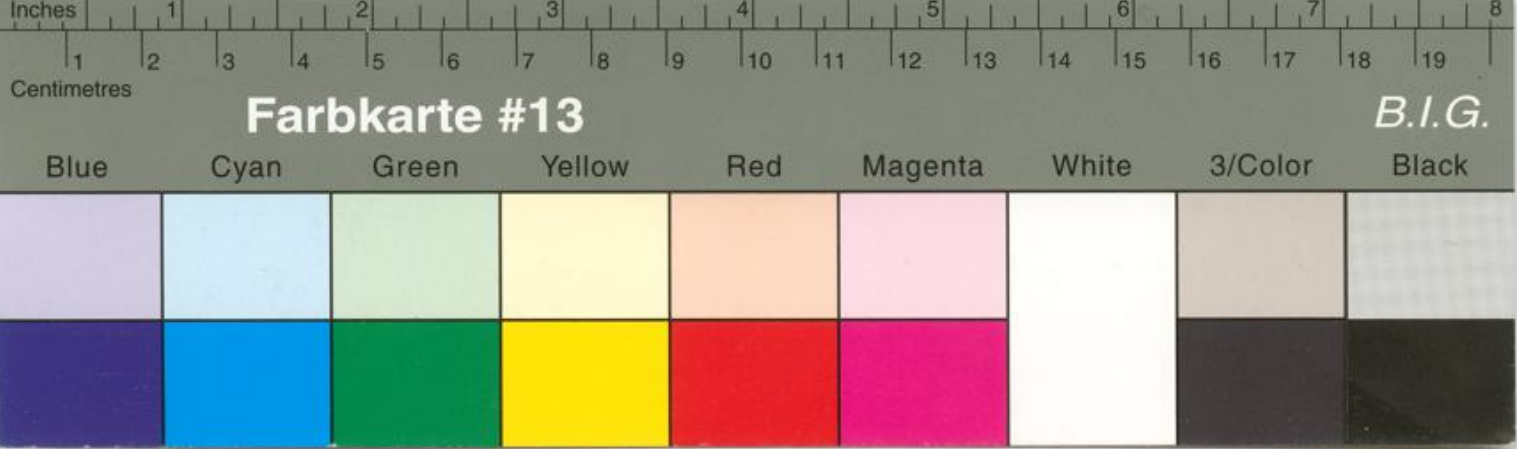 Inches 1 2 3 4 5 6 7 8
1 2 3 4 5 6 7 8 9 10 11 12 13 14 15 16 17 18 19
Centimetres
Farbkarte #13 B.I.G.
Blue Cyan Green Yellow Red Magenta White 3/Color Black